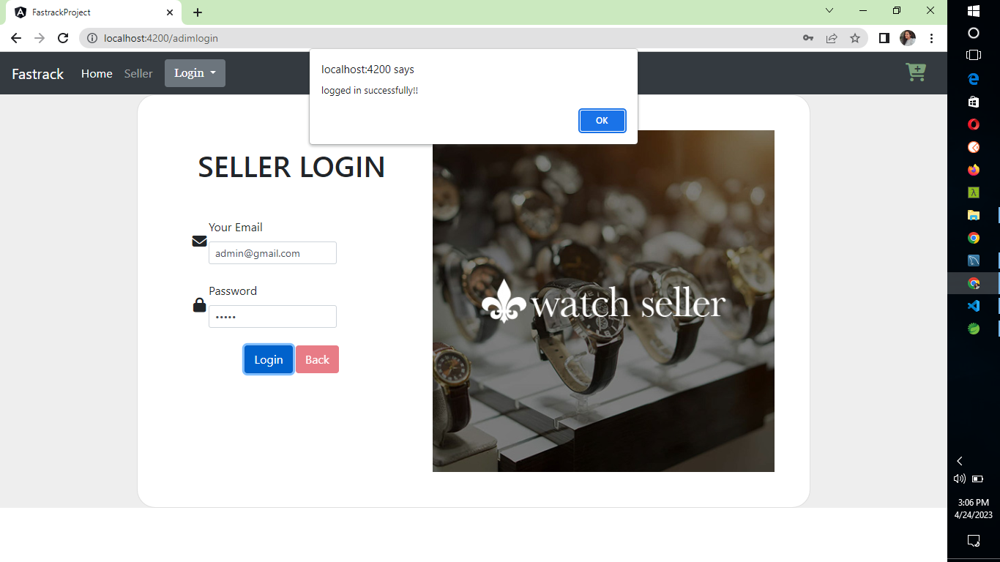 FastrackProject
localhost:4200/adimlogin
Fastrack Home Seller Login
localhost:4200 says
logged in successfully!!
OK
SELLER LOGIN
Your Email
admin@gmail.com
Password
•••••
Login Back
watch seller
3:06 PM
4/24/2023